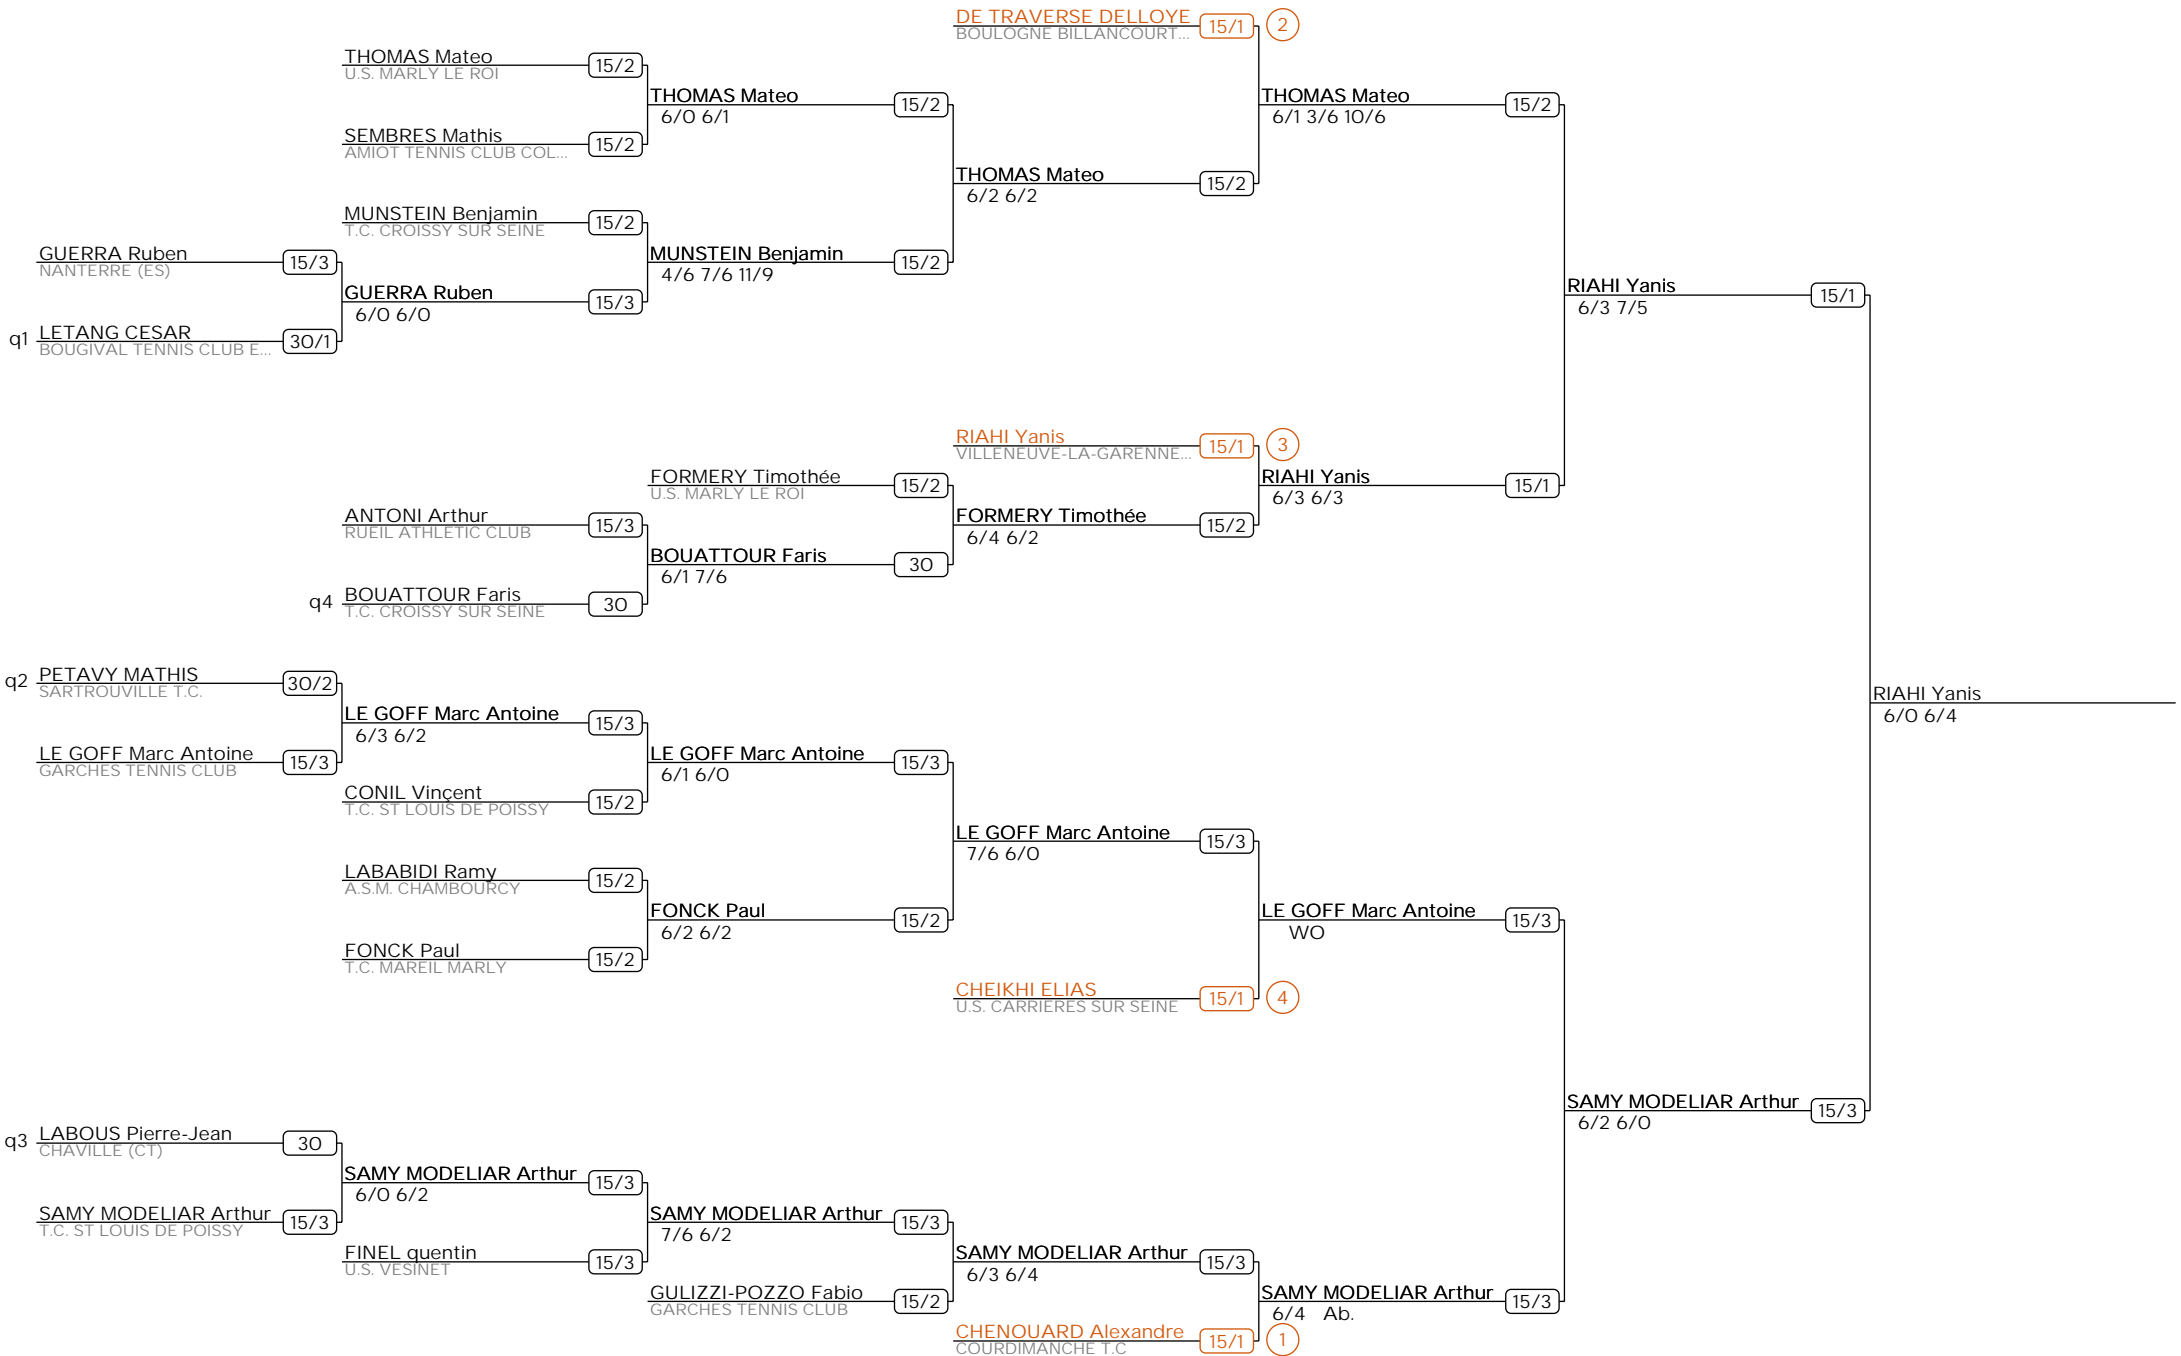 DE TRAVERSE DELLOYE 15/1 2
BOULOGNE BILLANCOURT...
THOMAS Mateo 15/2
U.S. MARLY LE ROI
THOMAS Mateo 15/2
6/0 6/1
THOMAS Mateo 15/2
6/1 3/6 10/6
SEMBRES Mathis 15/2
AMIOT TENNIS CLUB COL...
THOMAS Mateo 15/2
6/2 6/2
MUNSTEIN Benjamin 15/2
T.C. CROISSY SUR SEINE
GUERRA Ruben 15/3
NANTERRE (ES)
MUNSTEIN Benjamin 15/2
4/6 7/6 11/9
GUERRA Ruben 15/3
6/0 6/0
RIAHI Yanis 15/1
6/3 7/5
q1 LETANG CESAR 30/1
BOUGIVAL TENNIS CLUB E...
RIAHI Yanis 15/1 3
VILLENEUVE-LA-GARENNE...
FORMERY Timothée 15/2
U.S. MARLY LE ROI
RIAHI Yanis 15/1
6/3 6/3
ANTONI Arthur 15/3
RUEIL ATHLETIC CLUB
FORMERY Timothée 15/2
6/4 6/2
BOUATTOUR Faris 30
6/1 7/6
q4 BOUATTOUR Faris 30
T.C. CROISSY SUR SEINE
q2 PETAVY MATHIS 30/2
SARTROUVILLE T.C.
RIAHI Yanis
6/0 6/4
LE GOFF Marc Antoine 15/3
6/3 6/2
LE GOFF Marc Antoine 15/3
GARCHES TENNIS CLUB
LE GOFF Marc Antoine 15/3
6/1 6/0
CONIL Vinçent 15/2
T.C. ST LOUIS DE POISSY
LE GOFF Marc Antoine 15/3
7/6 6/0
LABABIDI Ramy 15/2
A.S.M. CHAMBOURCY
FONCK Paul 15/2
6/2 6/2
LE GOFF Marc Antoine 15/3
WO
FONCK Paul 15/2
T.C. MAREIL MARLY
CHEIKHI ELIAS 15/1 4
U.S. CARRIERES SUR SEINE
SAMY MODELIAR Arthur 15/3
6/2 6/0
q3 LABOUS Pierre-Jean 30
CHAVILLE (CT)
SAMY MODELIAR Arthur 15/3
6/0 6/2
SAMY MODELIAR Arthur 15/3
T.C. ST LOUIS DE POISSY
SAMY MODELIAR Arthur 15/3
7/6 6/2
FINEL quentin 15/3
U.S. VESINET
SAMY MODELIAR Arthur 15/3
6/3 6/4
GULIZZI-POZZO Fabio 15/2
GARCHES TENNIS CLUB
SAMY MODELIAR Arthur 15/3
6/4 Ab.
CHENOUARD Alexandre 15/1 1
COURDIMANCHE T.C